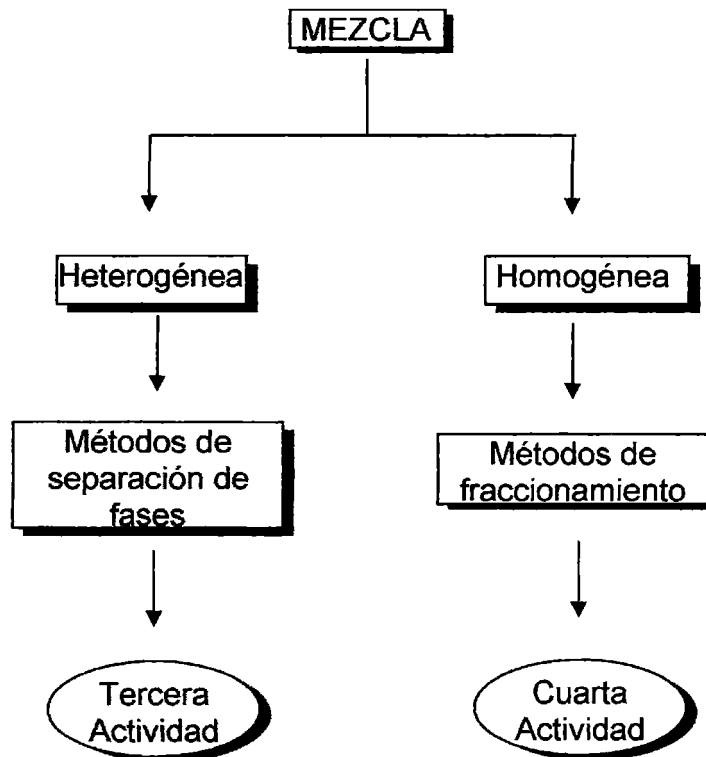 MEZCLA
Heterogénea
Homogénea
Métodos de
separación de
fases
Métodos de
fraccionamiento
Tercera
Actividad
Cuarta
Actividad